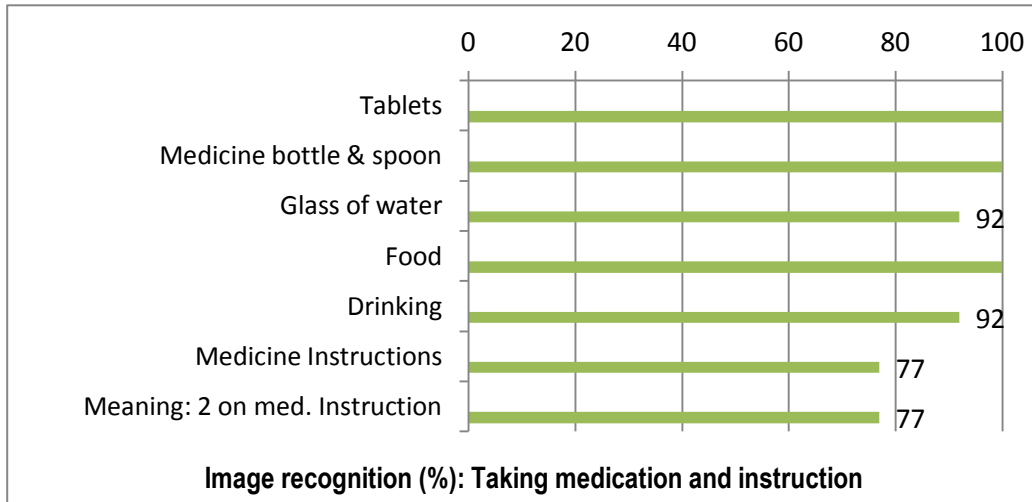 0 20 40 60 80 100
Tablets
Medicine bottle & spoon
Glass of water 92
Food
Drinking 92
Medicine Instructions 77
Meaning: 2 on med. Instruction 77
Image recognition (%): Taking medication and instruction